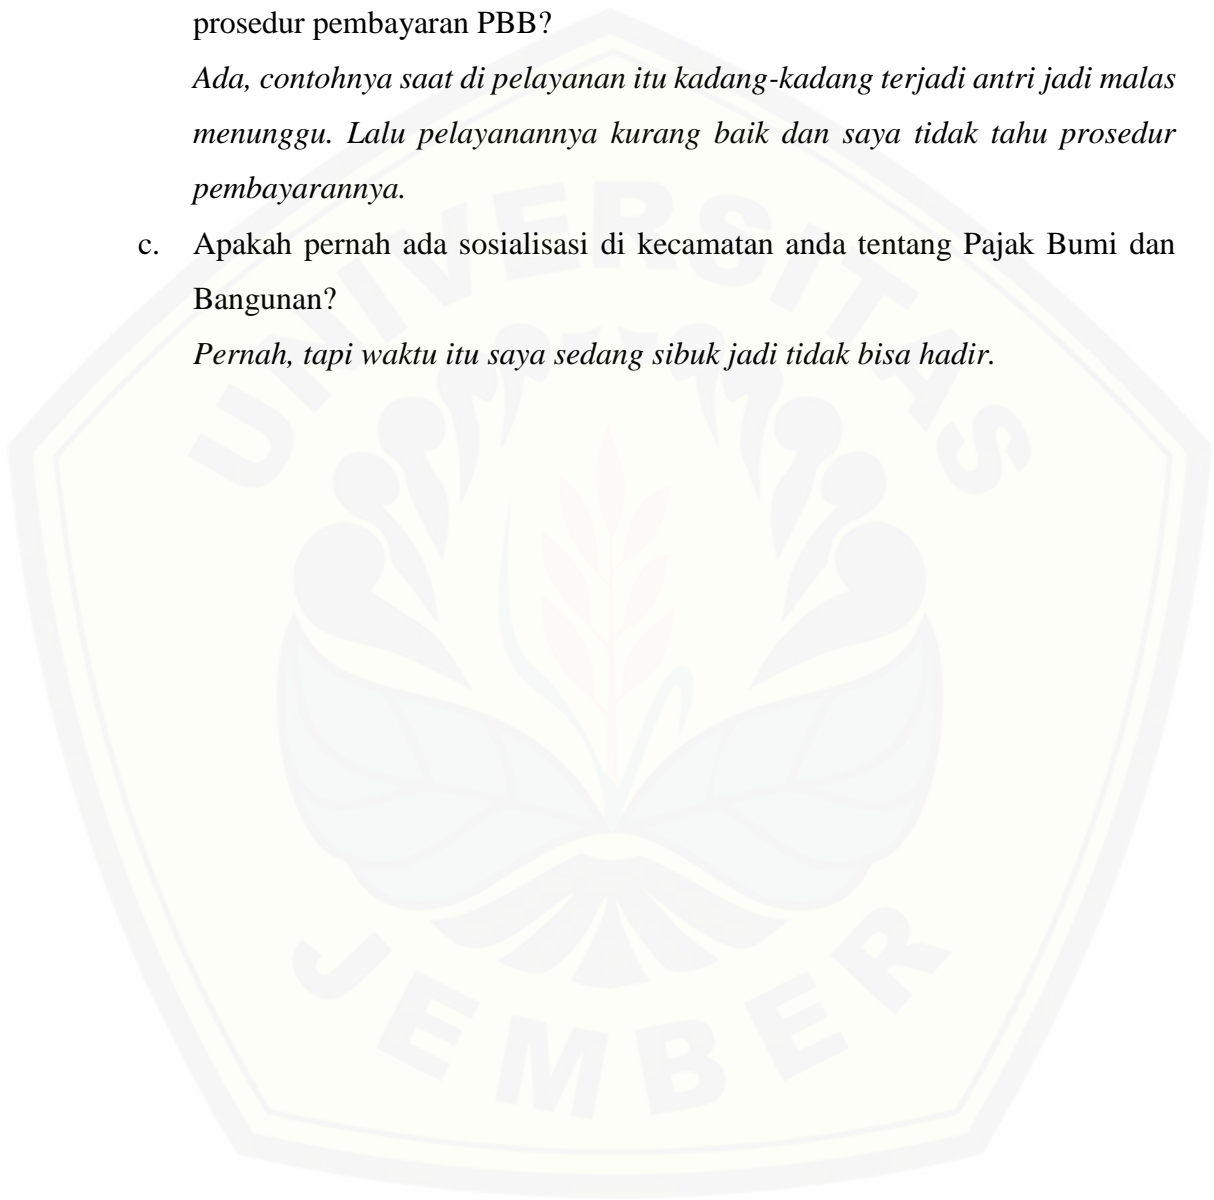 prosedur pembayaran PBB?
Ada, contohnya saat di pelayanan itu kadang-kadang terjadi antri jadi malas
menunggu. Lalu pelayanannya kurang baik dan saya tidak tahu prosedur
pembayarannya.
c. Apakah pernah ada sosialisasi di kecamatan anda tentang Pajak Bumi dan
Bangunan?
Pernah, tapi waktu itu saya sedang sibuk jadi tidak bisa hadir.
UNIVERSITAS
JEMBER